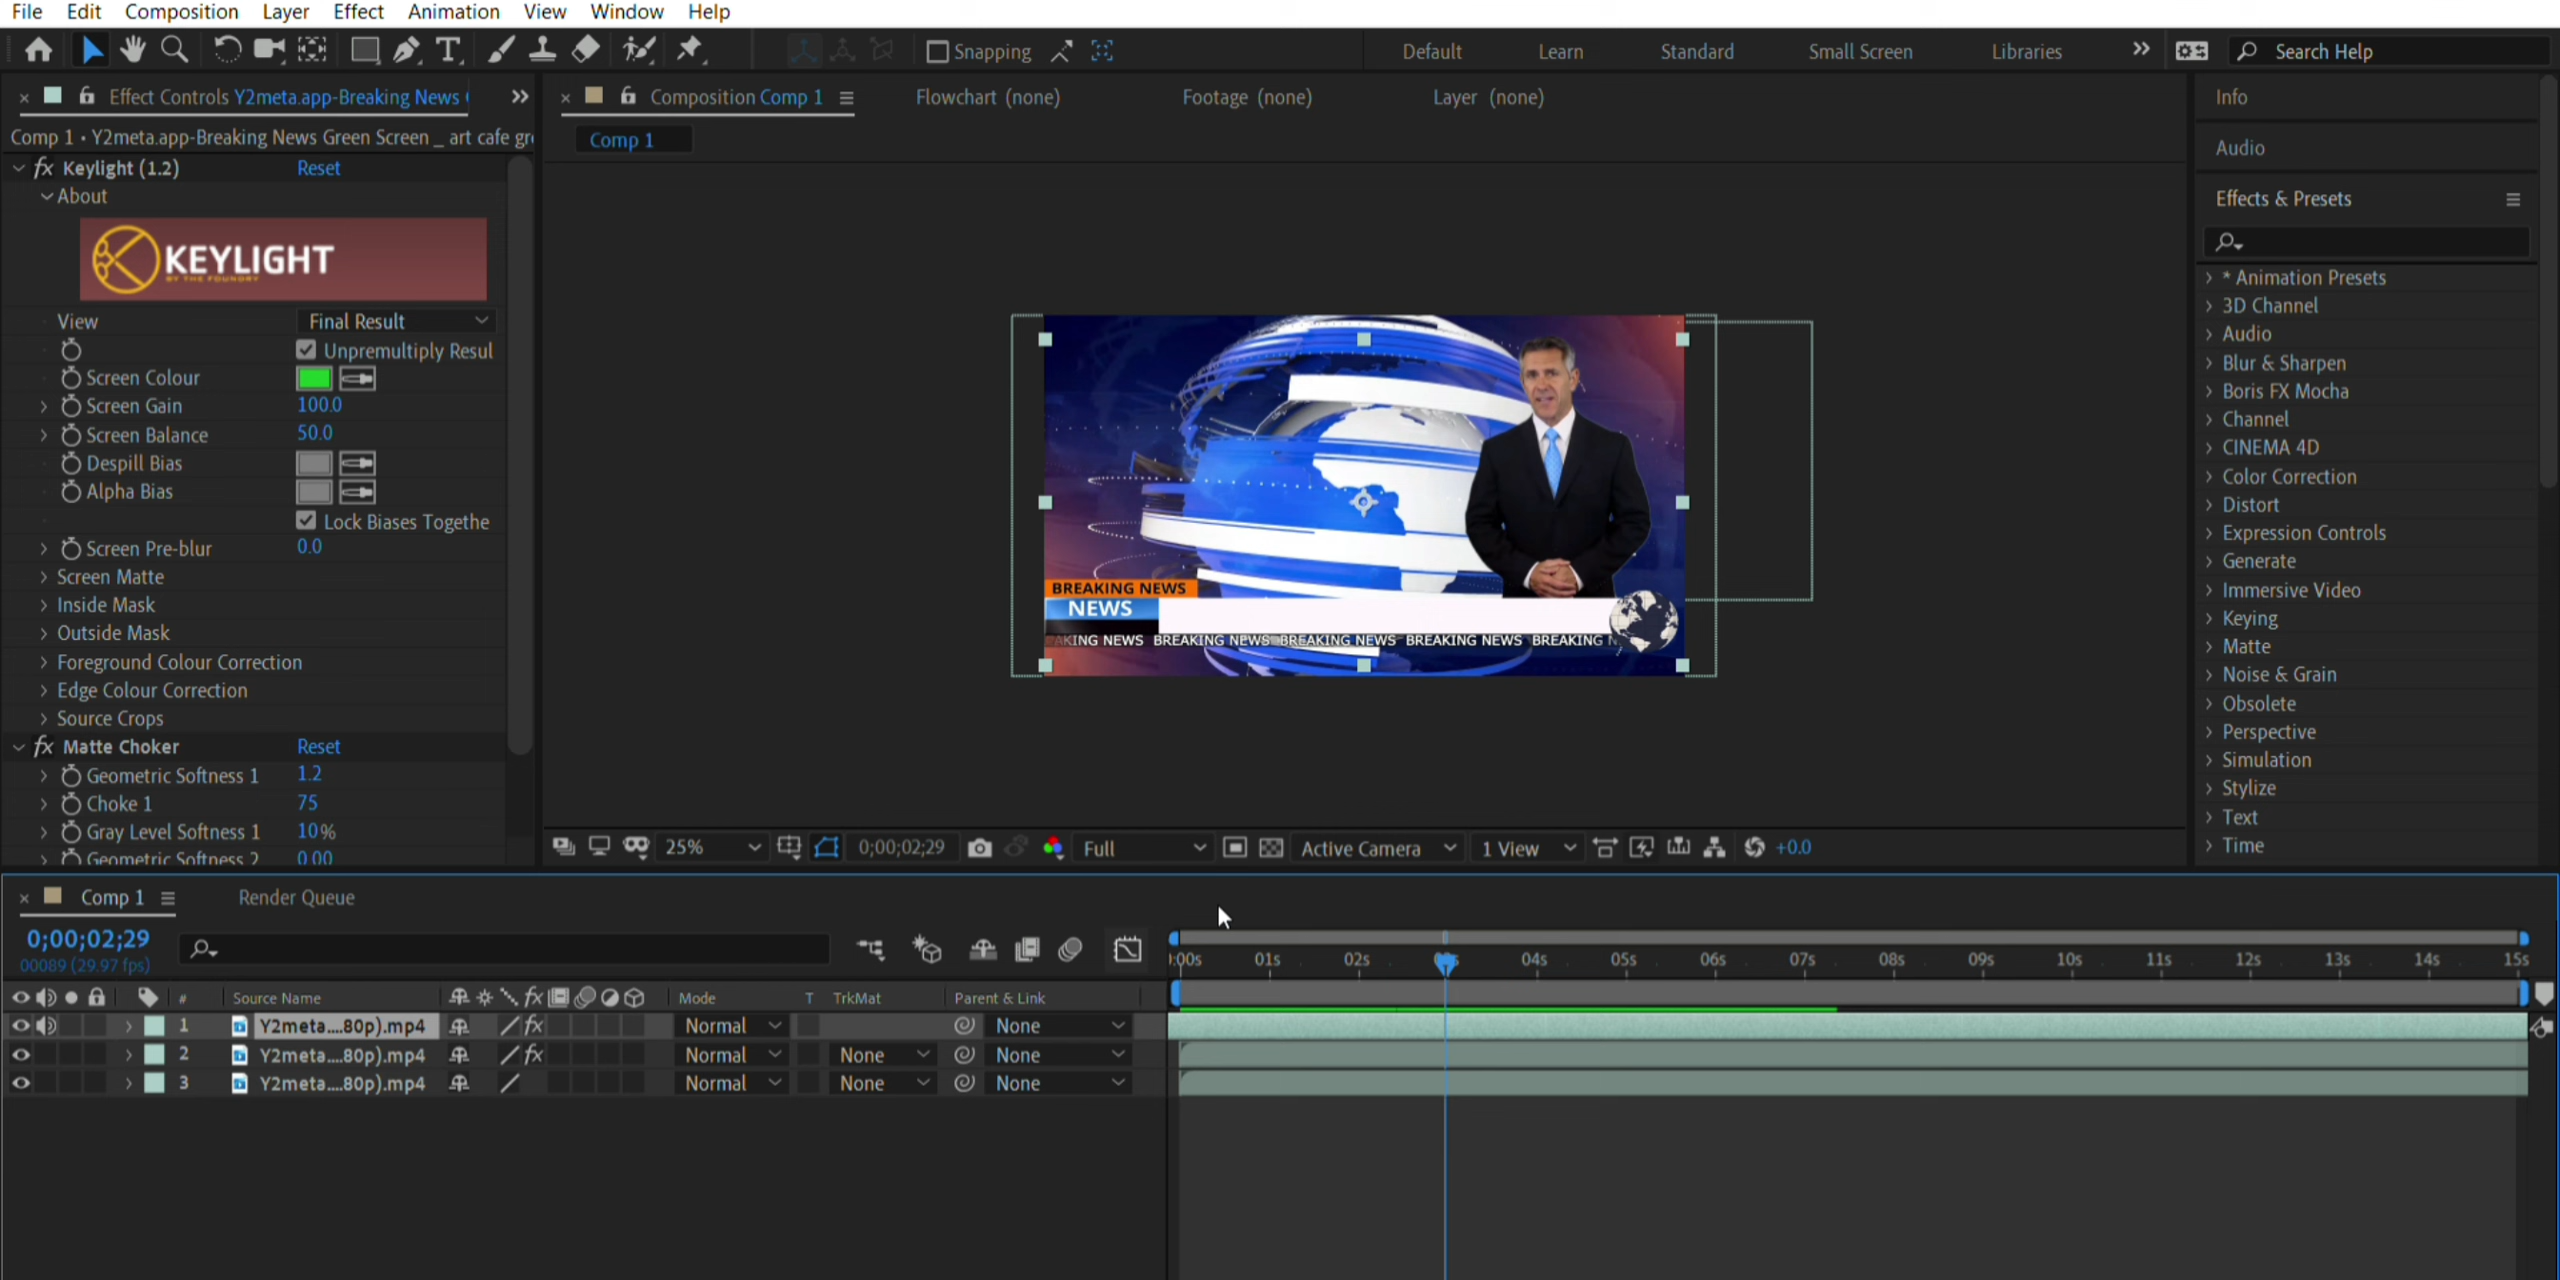 File Edit Composition Layer Effect Animation View Window Help
Snapping Default Learn Standard Small Screen Libraries Search Help
Effect Controls Y2meta.app-Breaking News
Composition Comp 1 Flowchart (none) Footage (none) Layer (none)
Comp 1 • Y2meta.app-Breaking News Green Screen _ art cafe
Comp 1
Keylight (1.2) Reset
About
KEYLIGHT
BY THE FOUNDRY
View Final Result
Unpremultiply Resul
Screen Colour
Screen Gain 100.0
Screen Balance 50.0
Despill Bias
Alpha Bias
Lock Biases Togethe
Screen Pre-blur 0.0
Screen Matte
Inside Mask
Outside Mask
Foreground Colour Correction
Edge Colour Correction
Source Crops
Matte Choker Reset
Geometric Softness 1 1.2
Choke 1 75
Gray Level Softness 1 10%
Geometric Softness 2 0.00
BREAKING NEWS
NEWS
AKING NEWS BREAKING NEWS BREAKING NEWS BREAKING NEWS BREAKING N
25% 0;00;02;29 Full Active Camera 1 View +0.0
Info
Audio
Effects & Presets
* Animation Presets
3D Channel
Audio
Blur & Sharpen
Boris FX Mocha
Channel
CINEMA 4D
Color Correction
Distort
Expression Controls
Generate
Immersive Video
Keying
Matte
Noise & Grain
Obsolete
Perspective
Simulation
Stylize
Text
Time
Comp 1 Render Queue
0;00;02;29
00089 (29.97 fps)
:00s 01s 02s 04s 05s 06s 07s 08s 09s 10s 11s 12s 13s 14s 15s
# Source Name Mode T TrkMat Parent & Link
1 Y2meta....80p).mp4 Normal None
2 Y2meta....80p).mp4 Normal None None
3 Y2meta....80p).mp4 Normal None None